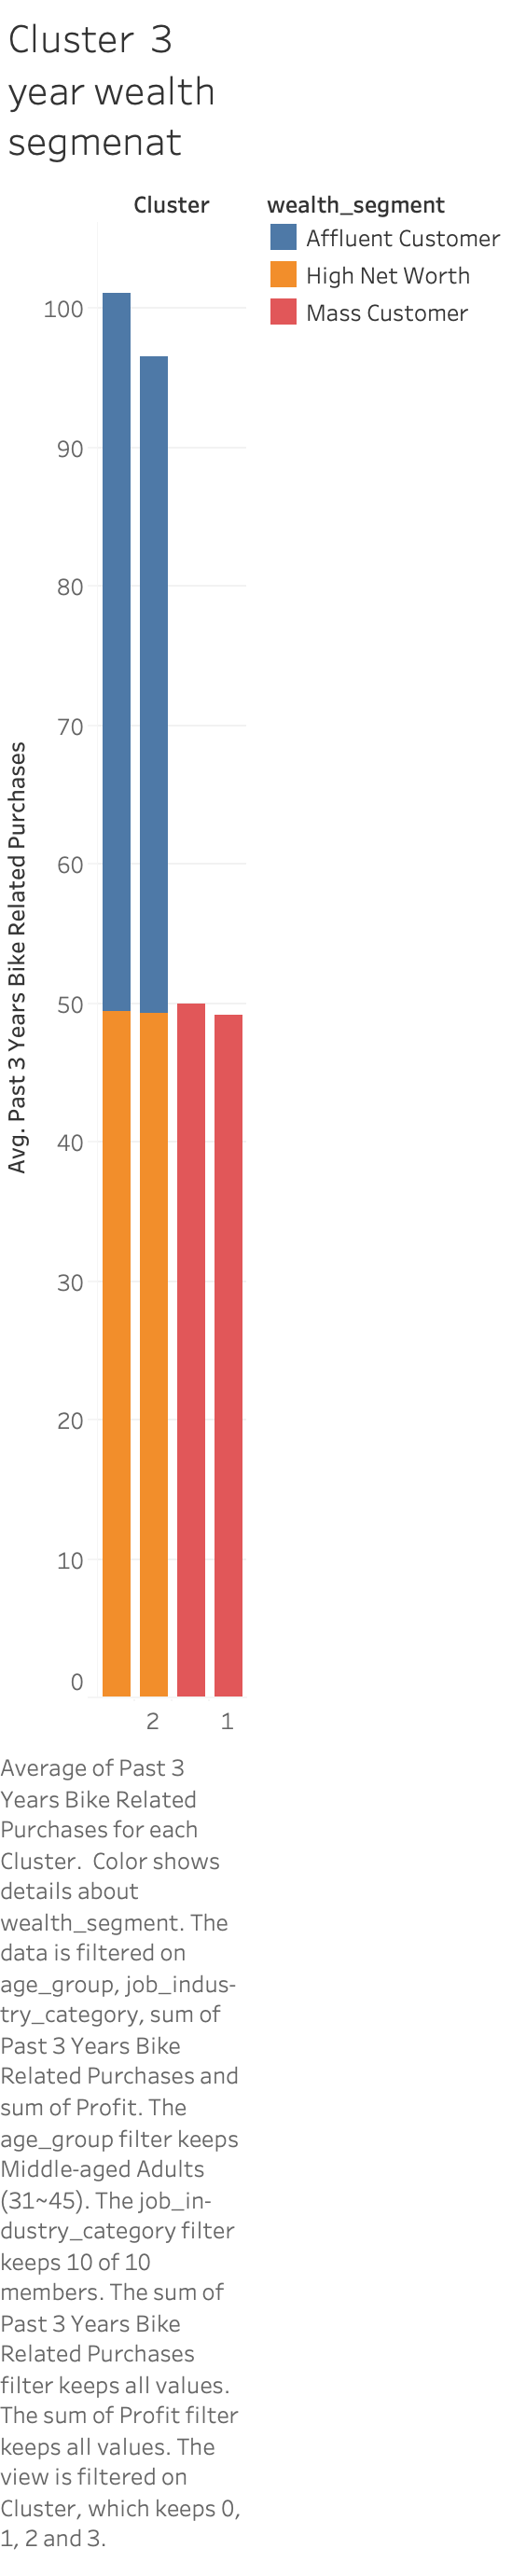 Cluster 3
year wealth
segmenat
Cluster
wealth_segment
Affluent Customer
High Net Worth
Mass Customer
100
90
80
70
60
50
40
30
20
10
0
Avg. Past 3 Years Bike Related Purchases
2
1
Average of Past 3
Years Bike Related
Purchases for each
Cluster. Color shows
details about
wealth_segment. The
data is filtered on
age_group, job_indus-
try_category, sum of
Past 3 Years Bike
Related Purchases and
sum of Profit. The
age_group filter keeps
Middle-aged Adults
(31~45). The job_in-
dustry_category filter
keeps 10 of 10
members. The sum of
Past 3 Years Bike
Related Purchases
filter keeps all values.
The sum of Profit filter
keeps all values. The
view is filtered on
Cluster, which keeps 0,
1, 2 and 3.